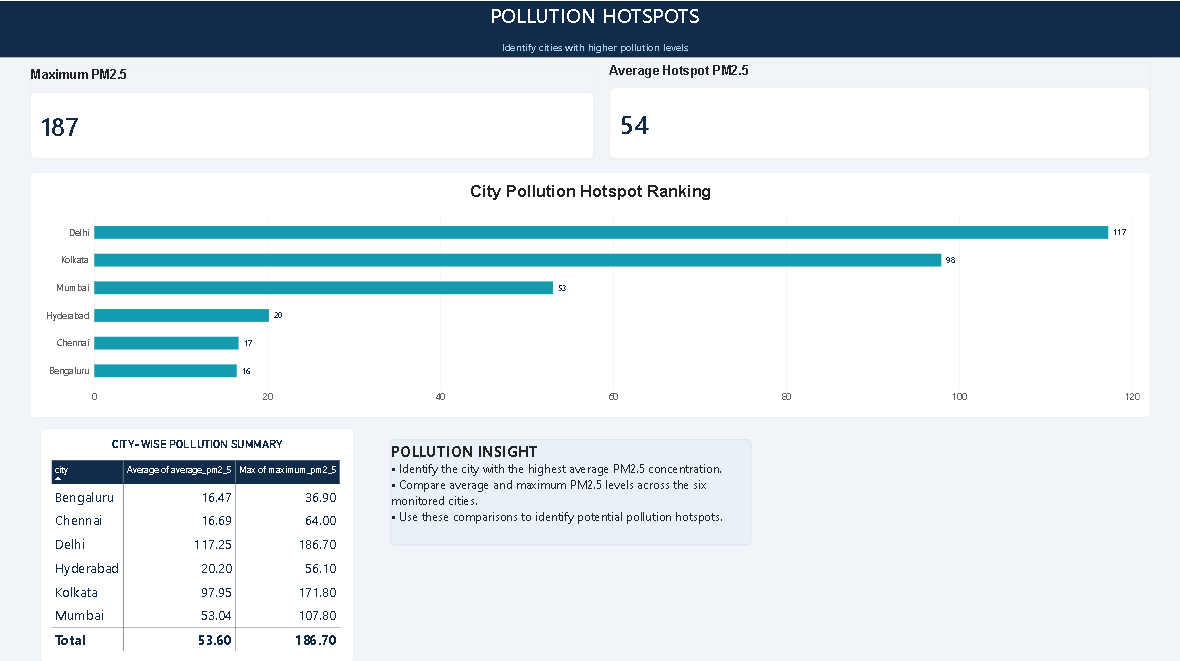 POLLUTION HOTSPOTS
Identify cities with higher pollution levels
Maximum PM2.5
187
Average Hotspot PM2.5
54
City Pollution Hotspot Ranking
Delhi 117
Kolkata 98
Mumbai 53
Hyderabad 20
Chennai 17
Bengaluru 16
0 20 40 60 80 100 120
CITY-WISE POLLUTION SUMMARY
city Average of average_pm2_5 Max of maximum_pm2_5
Bengaluru 16.47 36.90
Chennai 16.69 64.00
Delhi 117.25 186.70
Hyderabad 20.20 56.10
Kolkata 97.95 171.80
Mumbai 53.04 107.80
Total 53.60 186.70
POLLUTION INSIGHT
• Identify the city with the highest average PM2.5 concentration.
• Compare average and maximum PM2.5 levels across the six
monitored cities.
• Use these comparisons to identify potential pollution hotspots.